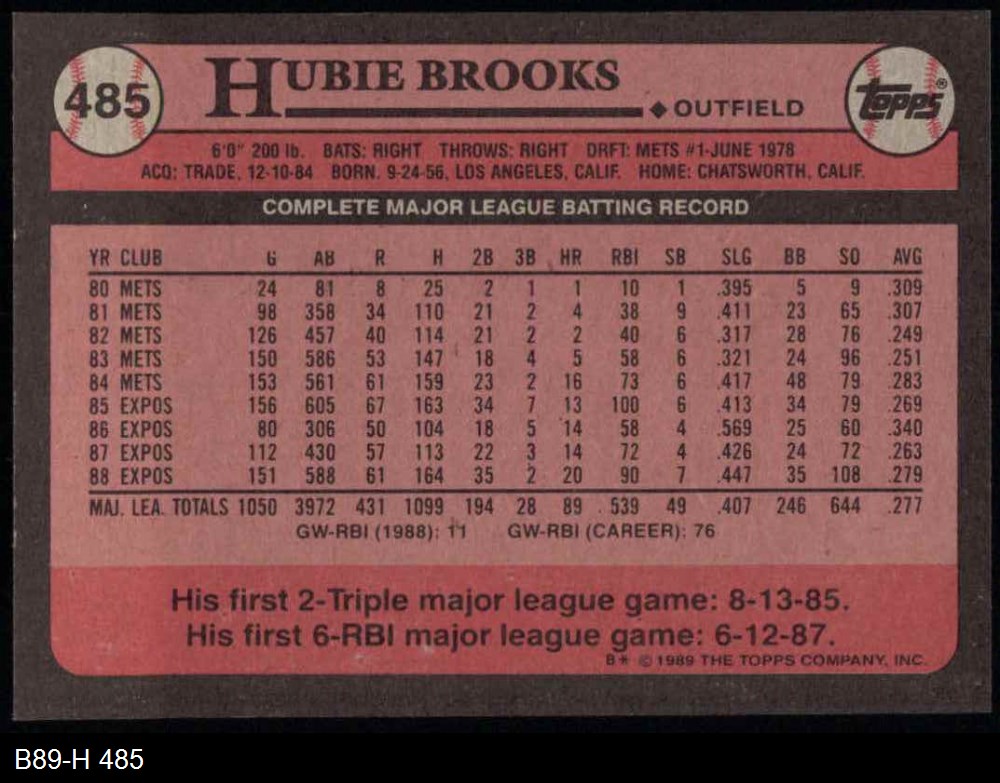 485
HUBIE BROOKS
◆ OUTFIELD
topps®
6'0" 200 lb. BATS: RIGHT THROWS: RIGHT DRFT: METS #1-JUNE 1978
ACQ: TRADE, 12-10-84 BORN. 9-24-56, LOS ANGELES, CALIF. HOME: CHATSWORTH, CALIF.
COMPLETE MAJOR LEAGUE BATTING RECORD
YR CLUB G AB R H 2B 3B HR RBI SB SLG BB SO AVG
80 METS 24 81 8 25 2 1 1 10 1 .395 5 9 .309
81 METS 98 358 34 110 21 2 4 38 9 .411 23 65 .307
82 METS 126 457 40 114 21 2 2 40 6 .317 28 76 .249
83 METS 150 586 53 147 18 4 5 58 6 .321 24 96 .251
84 METS 153 561 61 159 23 2 16 73 6 .417 48 79 .283
85 EXPOS 156 605 67 163 34 7 13 100 6 .413 34 79 .269
86 EXPOS 80 306 50 104 18 5 14 58 4 .569 25 60 .340
87 EXPOS 112 430 57 113 22 3 14 72 4 .426 24 72 .263
88 EXPOS 151 588 61 164 35 2 20 90 7 .447 35 108 .279
MAJ. LEA. TOTALS 1050 3972 431 1099 194 28 89 539 49 .407 246 644 .277
GW-RBI (1988): 11 GW-RBI (CAREER): 76
His first 2-Triple major league game: 8-13-85.
His first 6-RBI major league game: 6-12-87.
B* © 1989 THE TOPPS COMPANY, INC.
B89-H 485